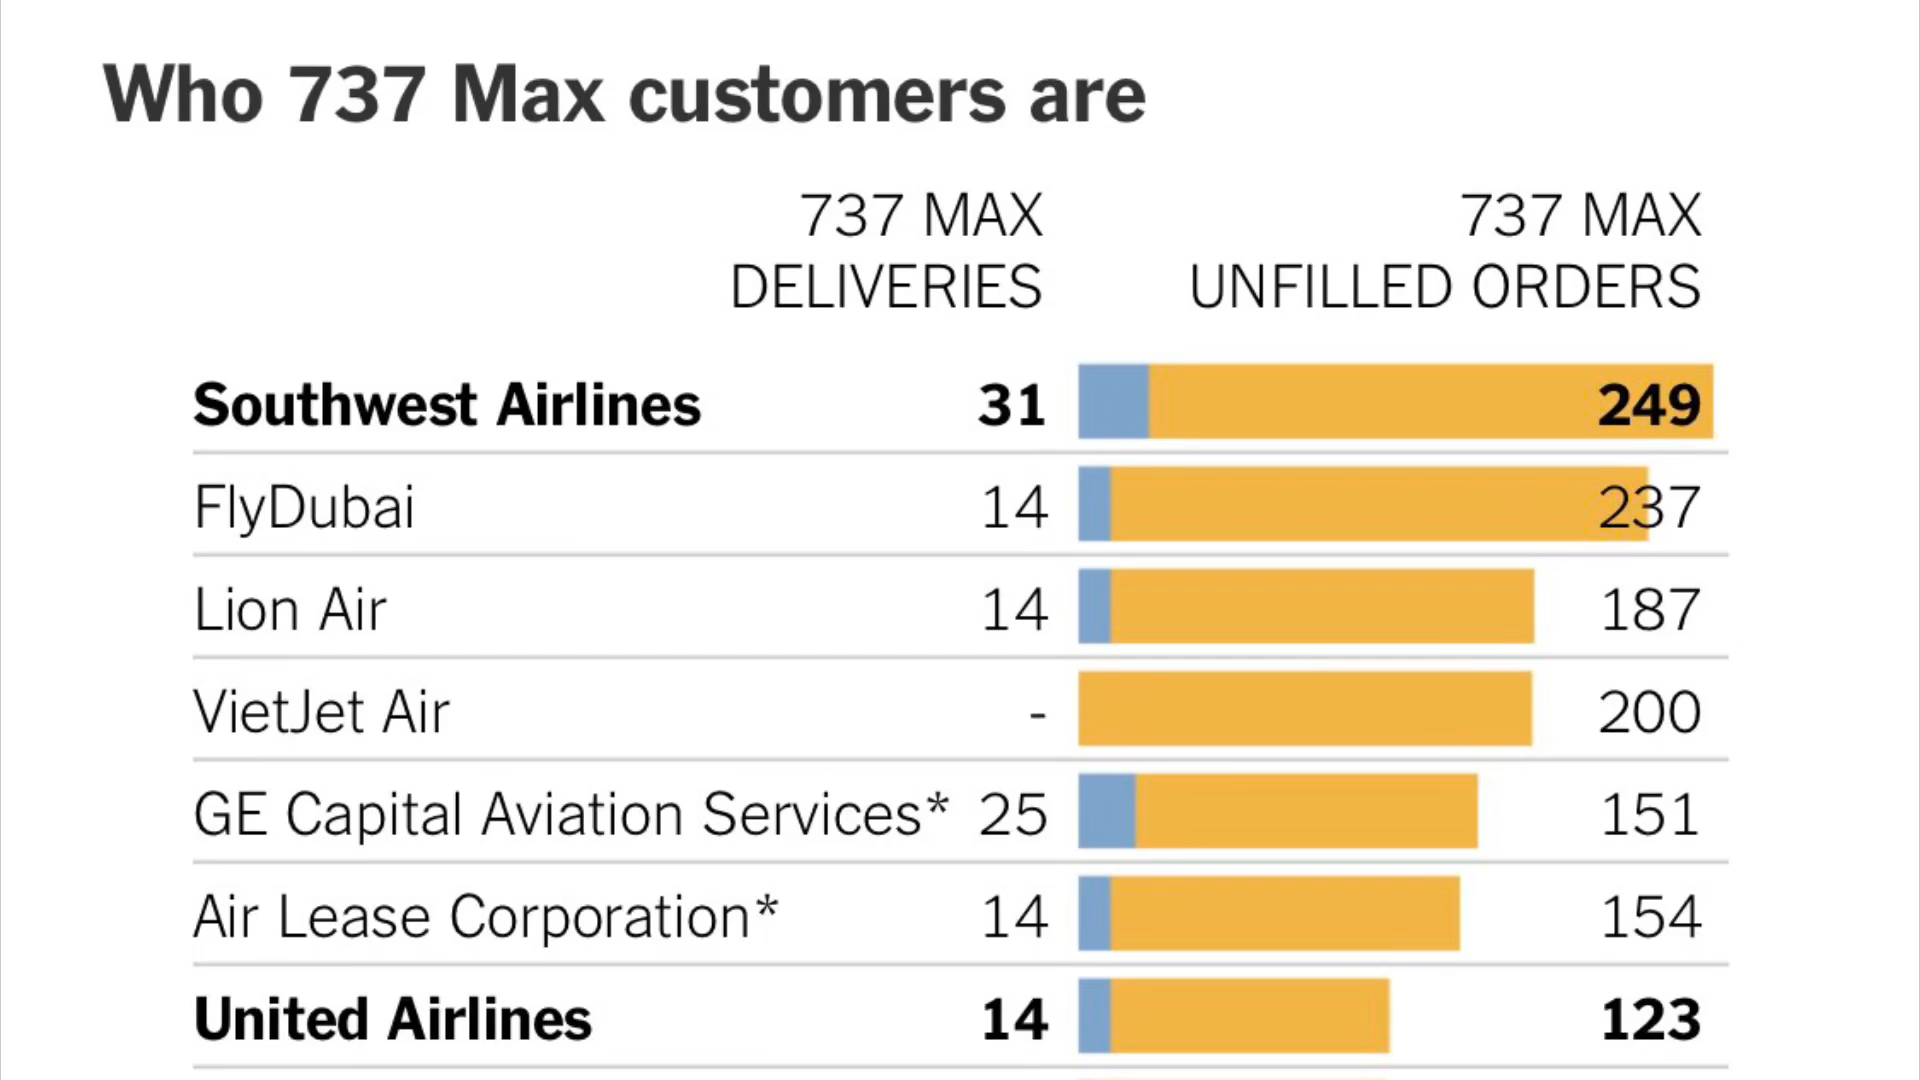 Who 737 Max customers are
737 MAX DELIVERIES
737 MAX UNFILLED ORDERS
Southwest Airlines 31 249
FlyDubai 14 237
Lion Air 14 187
VietJet Air - 200
GE Capital Aviation Services* 25 151
Air Lease Corporation* 14 154
United Airlines 14 123